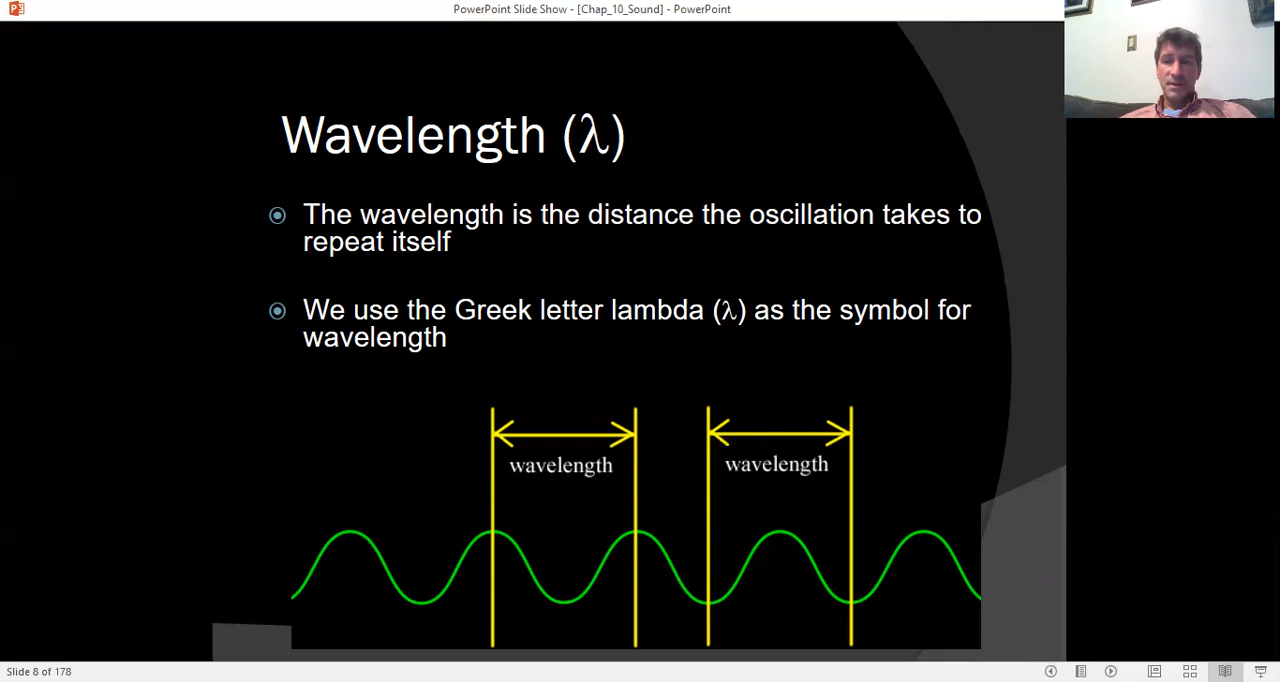 PowerPoint Slide Show - [Chap_10_Sound] - PowerPoint
Wavelength (λ)
The wavelength is the distance the oscillation takes to
repeat itself
We use the Greek letter lambda (λ) as the symbol for
wavelength
wavelength
wavelength
Slide 8 of 178